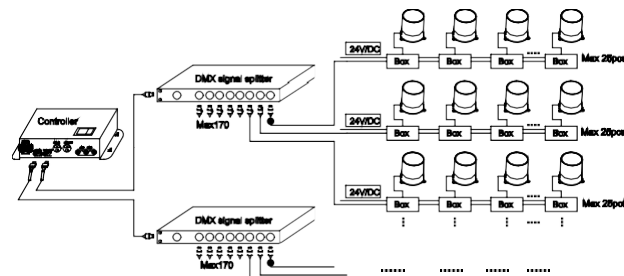 24V/DC
Box Box Box Box Max 25pcs
DMX signal splitter
Max170
24V/DC
Controller
Box Box Box Box Max 25pcs
24V/DC
Box Box Box Box Max 25pcs
DMX signal splitter
Max170